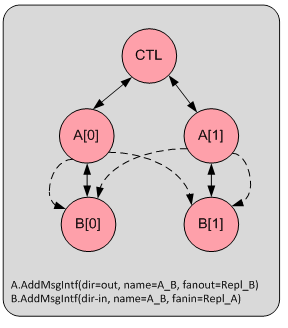 CTL
A[0] A[1]
B[0] B[1]
A.AddMsgIntf(dir=out, name=A_B, fanout=Repl_B)
B.AddMsgIntf(dir-in, name=A_B, fanin=Repl_A)